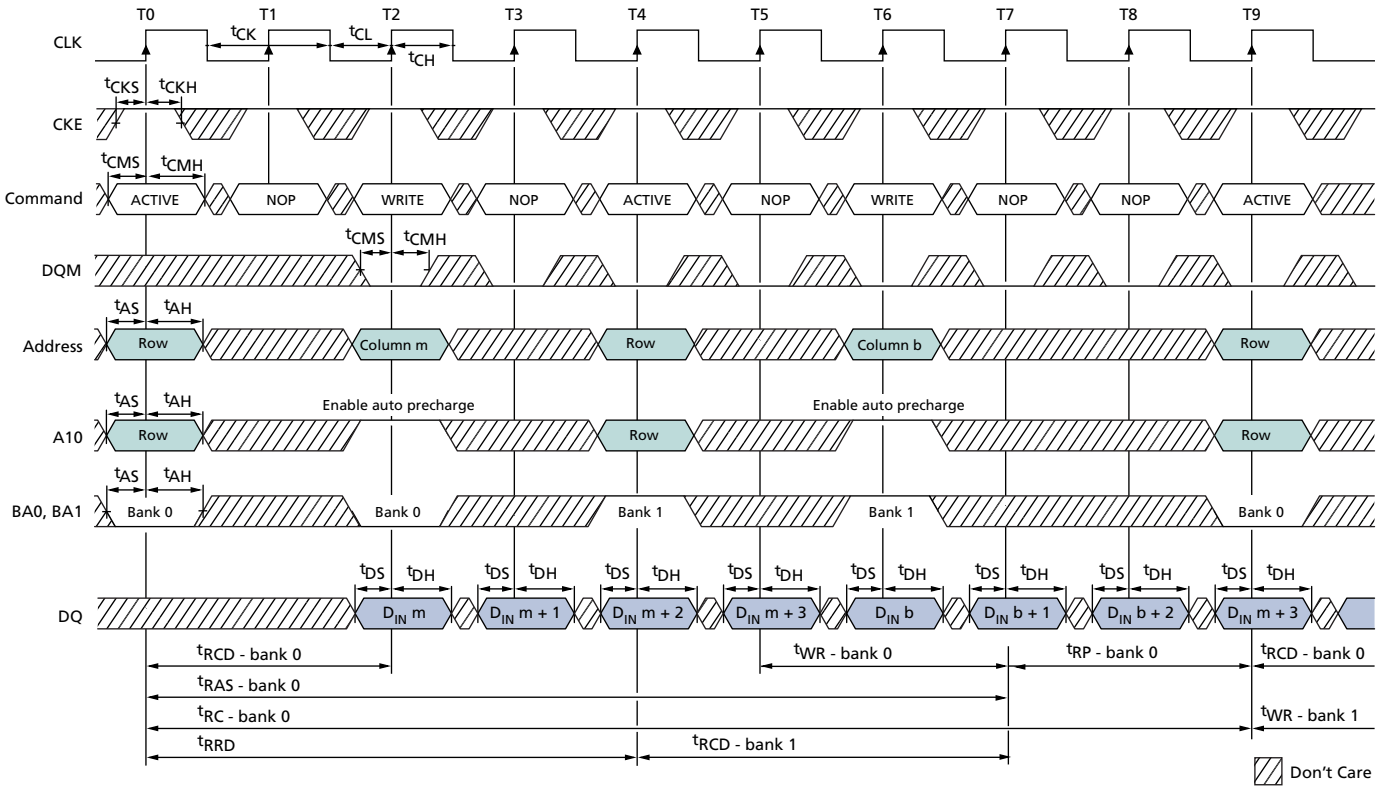 T0 T1 T2 T3 T4 T5 T6 T7 T8 T9
CLK
tCK tCL
tCH
tCKS tCKH
CKE
tCMS tCMH
Command ACTIVE NOP WRITE NOP ACTIVE NOP WRITE NOP NOP ACTIVE
tCMS tCMH
DQM
tAS tAH
Address Row Column m Row Column b Row
tAS tAH Enable auto precharge Enable auto precharge
A10 Row Row Row
tAS tAH
BA0, BA1 Bank 0 Bank 0 Bank 1 Bank 1 Bank 0
tDS tDH tDS tDH tDS tDH tDS tDH tDS tDH tDS tDH tDS tDH tDS tDH
DQ DIN m DIN m + 1 DIN m + 2 DIN m + 3 DIN b DIN b + 1 DIN b + 2 DIN m + 3
tRCD - bank 0 tWR - bank 0 tRP - bank 0 tRCD - bank 0
tRAS - bank 0
tRC - bank 0 tWR - bank 1
tRRD tRCD - bank 1
Don't Care